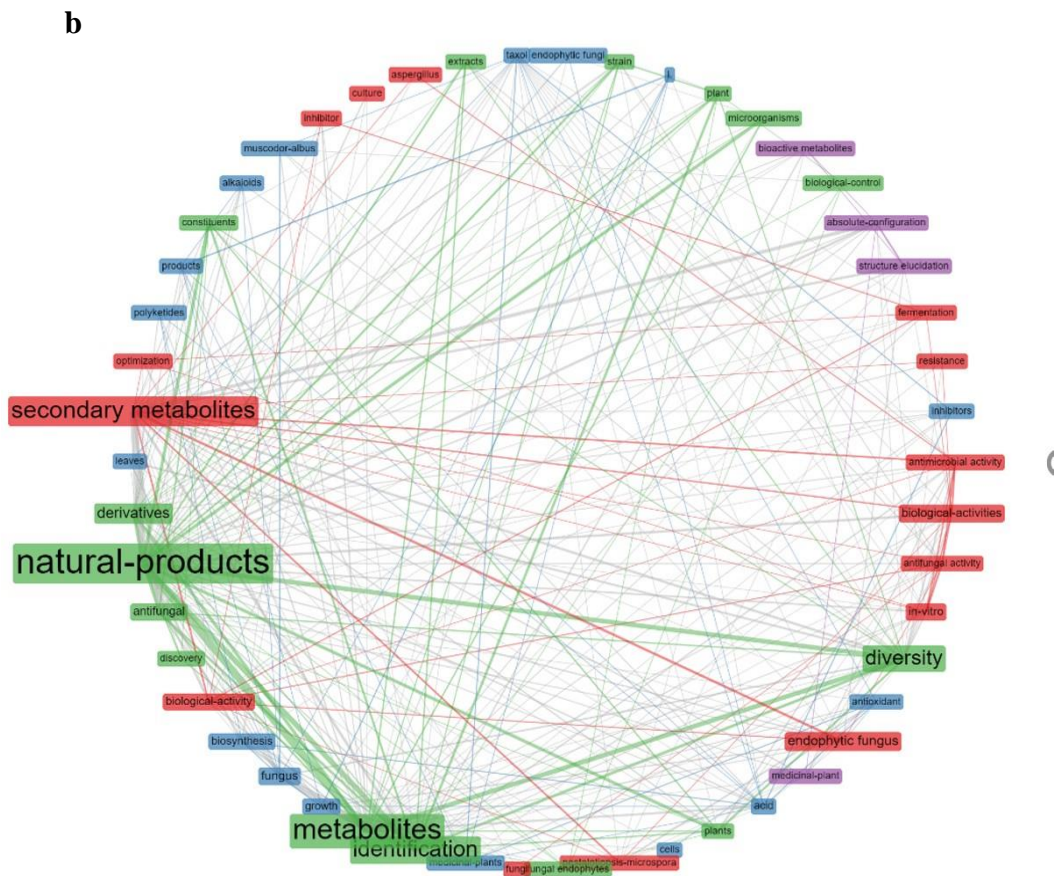 b
taxol
endophytic fungi
extracts
strain
aspergillus
l.
culture
plant
inhibitor
microorganisms
muscodor-albus
bioactive metabolites
alkaloids
biological-control
constituents
absolute-configuration
products
structure elucidation
polyketides
fermentation
optimization
resistance
secondary metabolites
inhibitors
leaves
antimicrobial activity
derivatives
biological-activities
natural-products
antifungal activity
antifungal
in-vitro
discovery
diversity
biological-activity
antioxidant
biosynthesis
endophytic fungus
fungus
medicinal-plant
growth
acid
metabolites
plants
identification
cells
medicinal-plants
fungi
fungal endophytes